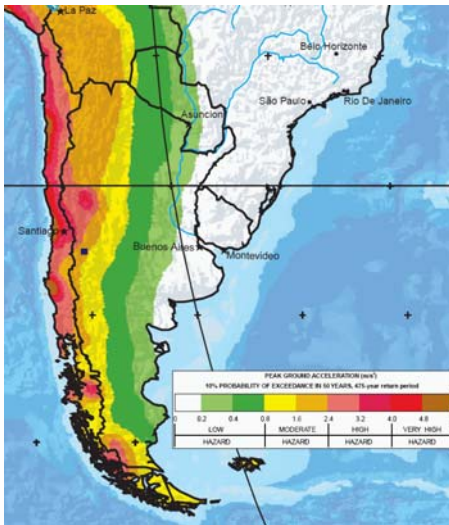 La Paz
Belo Horizonte
São Paulo
Rio De Janeiro
Asuncion
Santiago
Buenos Aires
Montevideo
PEAK GROUND ACCELERATION (m/s²)
10% PROBABILITY OF EXCEEDANCE IN 50 YEARS, 475-year return period
0 0.2 0.4 0.8 1.6 2.4 3.2 4.0 4.8
LOW MODERATE HIGH VERY HIGH
HAZARD HAZARD HAZARD HAZARD